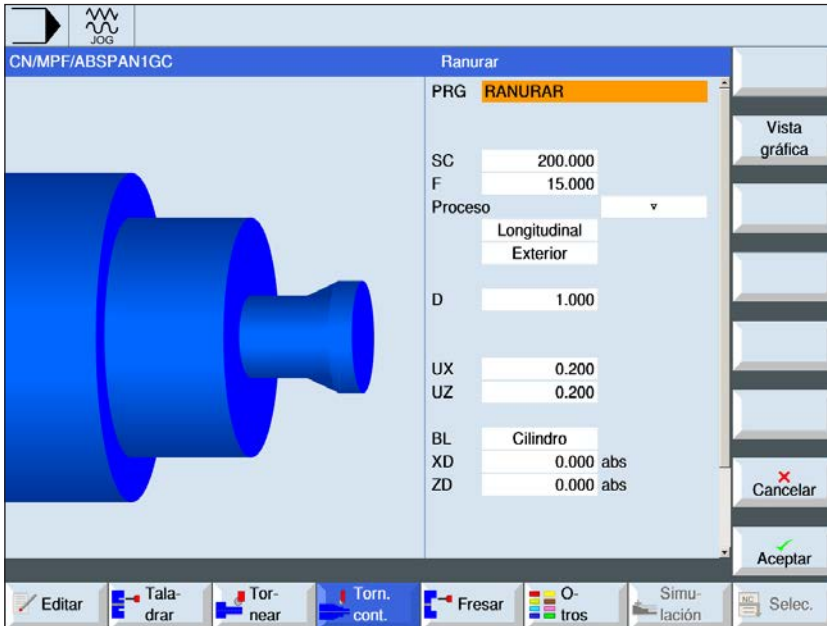 JOG
CN/MPF/ABSPAN1GC
Ranurar
PRG RANURAR
SC 200.000
F 15.000
Proceso ▿
Longitudinal
Exterior
D 1.000
UX 0.200
UZ 0.200
BL Cilindro
XD 0.000 abs
ZD 0.000 abs
Vista
gráfica
Cancelar
Aceptar
Editar
Tala-
drar
Tor-
near
Torn.
cont.
Fresar
O-
tros
Simu-
lación
NC
Selec.